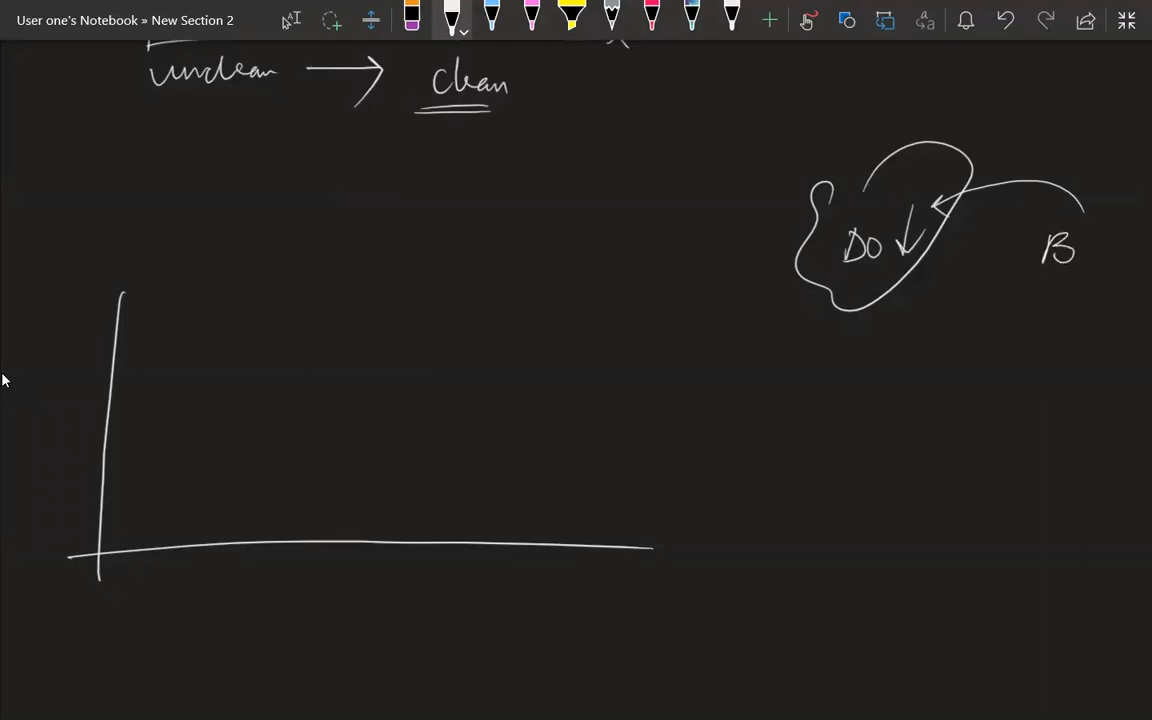 User one's Notebook » New Section 2
unclean → clean
DO ↓
B